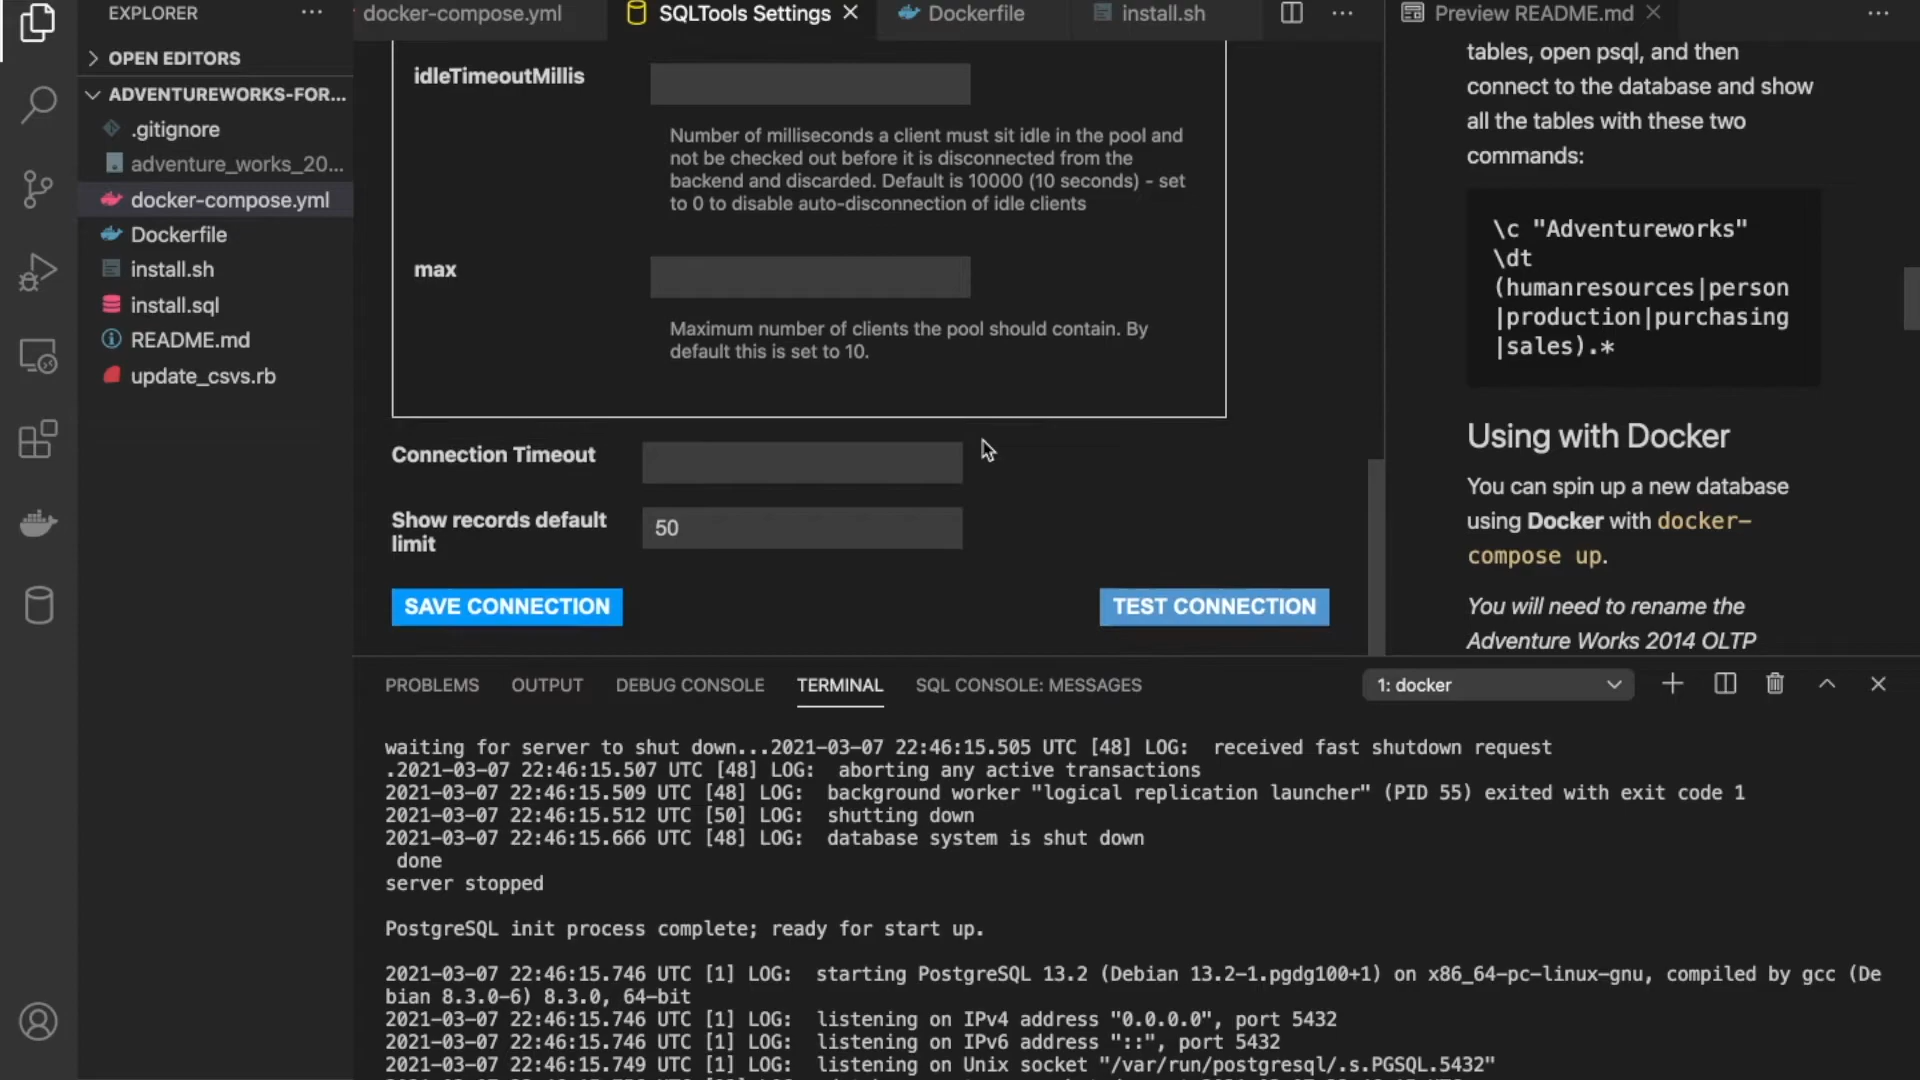 EXPLORER
OPEN EDITORS
ADVENTUREWORKS-FOR...
.gitignore
adventure_works_20...
docker-compose.yml
Dockerfile
install.sh
install.sql
README.md
update_csvs.rb
docker-compose.yml
SQLTools Settings
Dockerfile
install.sh
idleTimeoutMillis
Number of milliseconds a client must sit idle in the pool and
not be checked out before it is disconnected from the
backend and discarded. Default is 10000 (10 seconds) - set
to 0 to disable auto-disconnection of idle clients
max
Maximum number of clients the pool should contain. By
default this is set to 10.
Connection Timeout
Show records default
limit
50
SAVE CONNECTION
TEST CONNECTION
Preview README.md
tables, open psql, and then
connect to the database and show
all the tables with these two
commands:
\c "Adventureworks"
\dt
(humanresources|person
|production|purchasing
|sales).*
Using with Docker
You can spin up a new database
using Docker with docker-
compose up.
You will need to rename the
Adventure Works 2014 OLTP
PROBLEMS
OUTPUT
DEBUG CONSOLE
TERMINAL
SQL CONSOLE: MESSAGES
1: docker
waiting for server to shut down...2021-03-07 22:46:15.505 UTC [48] LOG:  received fast shutdown request
.2021-03-07 22:46:15.507 UTC [48] LOG:  aborting any active transactions
2021-03-07 22:46:15.509 UTC [48] LOG:  background worker "logical replication launcher" (PID 55) exited with exit code 1
2021-03-07 22:46:15.512 UTC [50] LOG:  shutting down
2021-03-07 22:46:15.666 UTC [48] LOG:  database system is shut down
done
server stopped
PostgreSQL init process complete; ready for start up.
2021-03-07 22:46:15.746 UTC [1] LOG:  starting PostgreSQL 13.2 (Debian 13.2-1.pgdg100+1) on x86_64-pc-linux-gnu, compiled by gcc (De
bian 8.3.0-6) 8.3.0, 64-bit
2021-03-07 22:46:15.746 UTC [1] LOG:  listening on IPv4 address "0.0.0.0", port 5432
2021-03-07 22:46:15.746 UTC [1] LOG:  listening on IPv6 address "::", port 5432
2021-03-07 22:46:15.749 UTC [1] LOG:  listening on Unix socket "/var/run/postgresql/.s.PGSQL.5432"